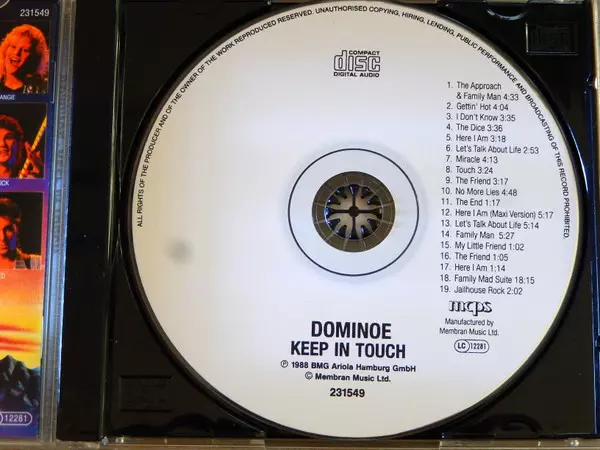 231549
ANGIE
12281
ALL RIGHTS OF THE PRODUCER AND OF THE OWNER OF THE WORK REPRODUCED RESERVED. UNAUTHORISED COPYING, HIRING, LENDING, PUBLIC PERFORMANCE AND BROADCASTING OF THIS RECORD PROHIBITED.
COMPACT
disc
DIGITAL AUDIO
1. The Approach
& Family Man 4:33
2. Gettin' Hot 4:04
3. I Don't Know 3:35
4. The Dice 3:36
5. Here I Am 3:18
6. Let's Talk About Life 2:53
7. Miracle 4:13
8. Touch 3:24
9. The Friend 3:17
10. No More Lies 4:48
11. The End 1:17
12. Here I Am (Maxi Version) 5:17
13. Let's Talk About Life 5:14
14. Family Man 5:27
15. My Little Friend 1:02
16. The Friend 1:05
17. Here I Am 1:14
18. Family Mad Suite 18:15
19. Jailhouse Rock 2:02
mcps
Manufactured by
Membran Music Ltd.
LC 12281
DOMINOE
KEEP IN TOUCH
℗ 1988 BMG Ariola Hamburg GmbH
© Membran Music Ltd.
231549